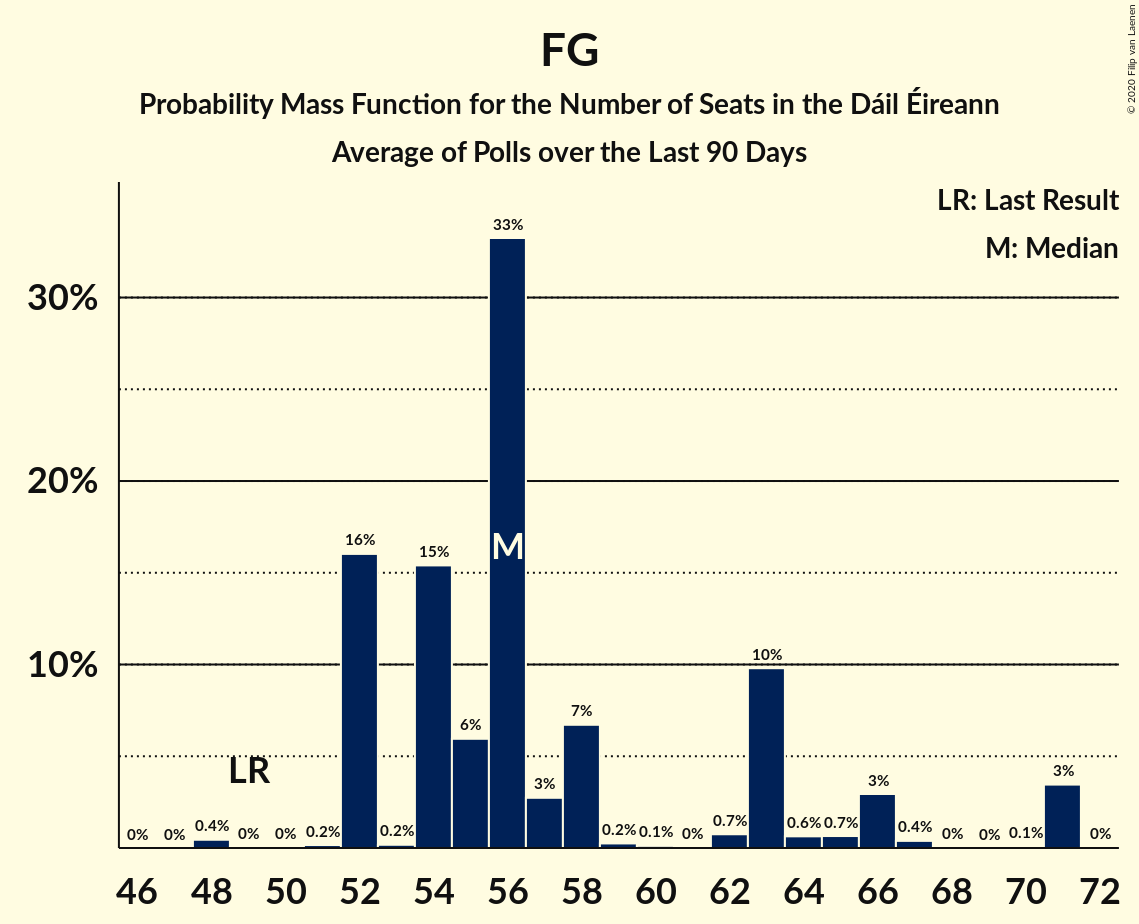 FG
Probability Mass Function for the Number of Seats in the Dáil Éireann
Average of Polls over the Last 90 Days
© 2020 Filip van Laenen
LR: Last Result
M: Median
30%
20%
10%
0% 0% 0.4% 0% 0% 0.2% 16% 0.2% 15% 6% 33% 3% 7% 0.2% 0.1% 0% 0.7% 10% 0.6% 0.7% 3% 0.4% 0% 0% 0.1% 3% 0%
M
LR
46 48 50 52 54 56 58 60 62 64 66 68 70 72